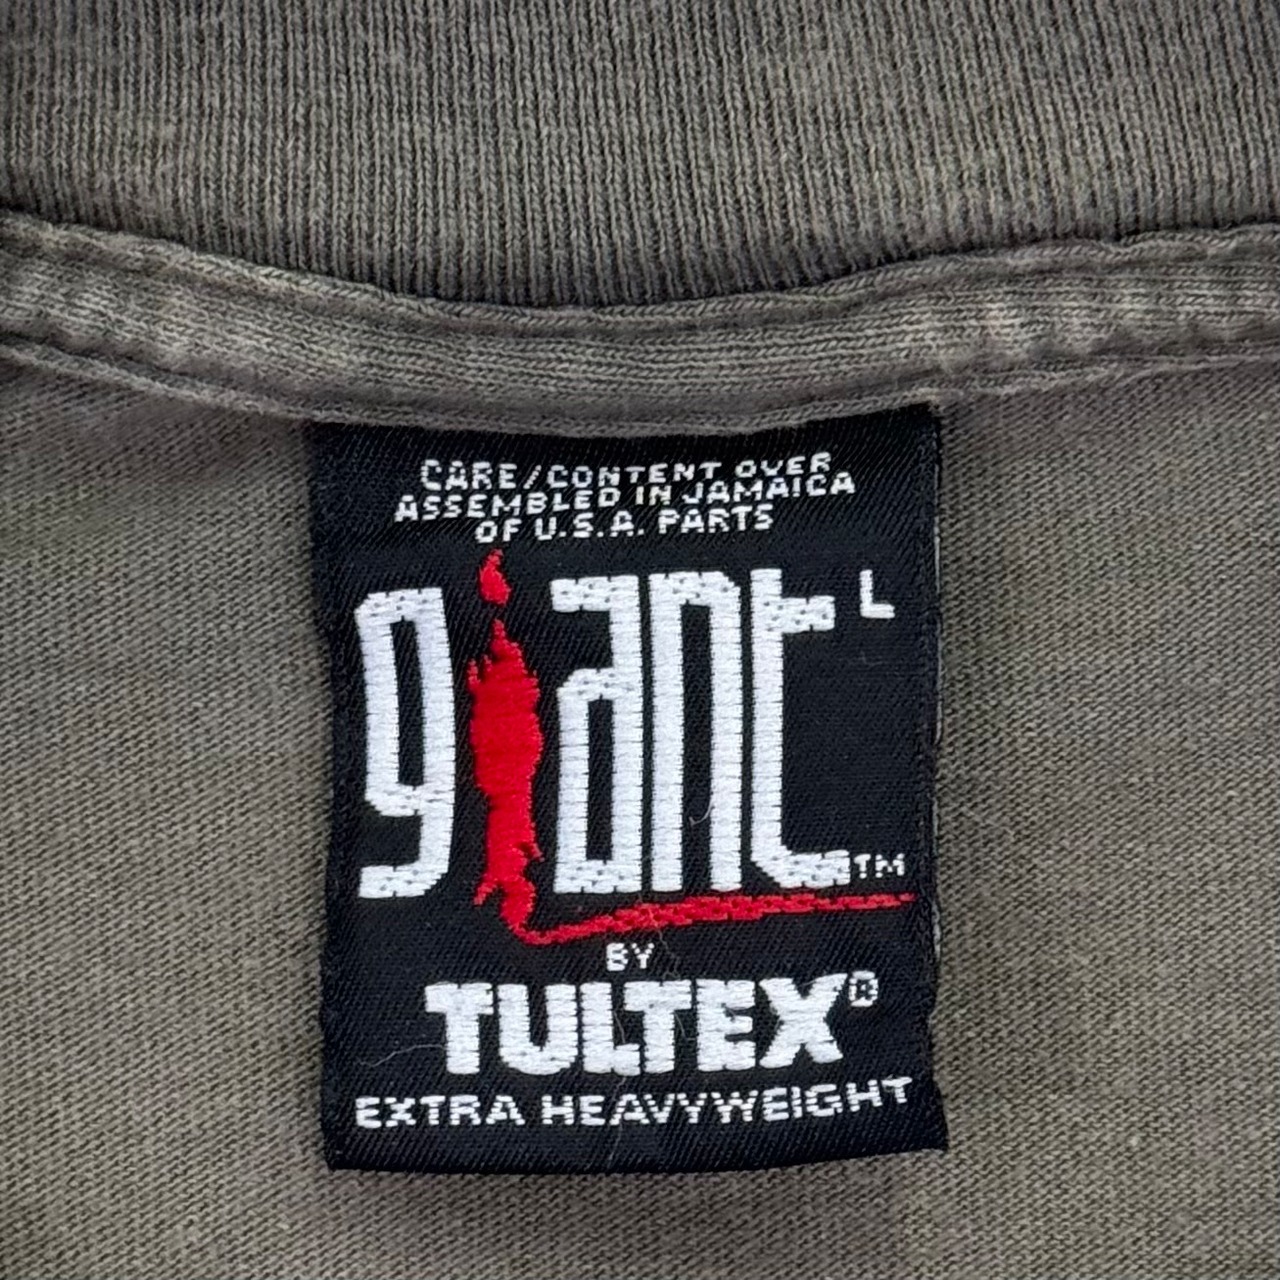 CARE/CONTENT OVER
ASSEMBLED IN JAMAICA
OF U.S.A. PARTS
giant L
TM
BY
TULTEX®
EXTRA HEAVYWEIGHT